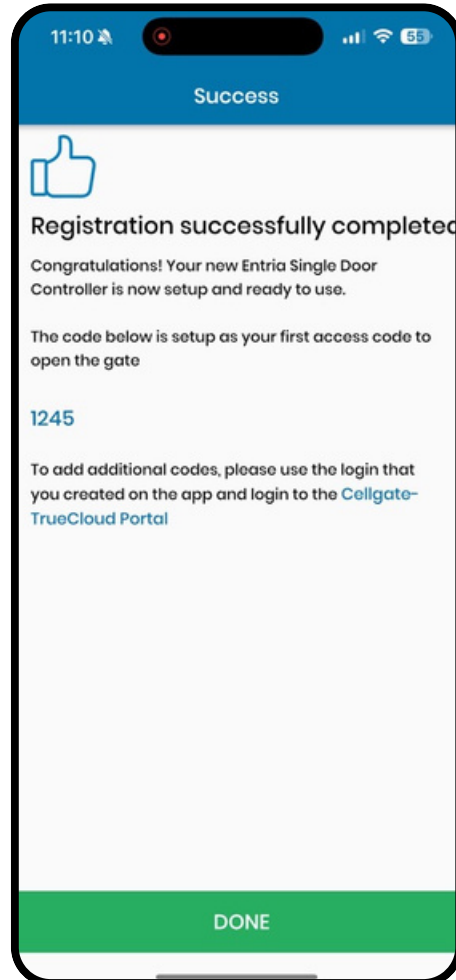 11:10
55
Success
Registration successfully completed
Congratulations! Your new Entria Single Door
Controller is now setup and ready to use.
The code below is setup as your first access code to
open the gate
1245
To add additional codes, please use the login that
you created on the app and login to the Cellgate-
TrueCloud Portal
DONE